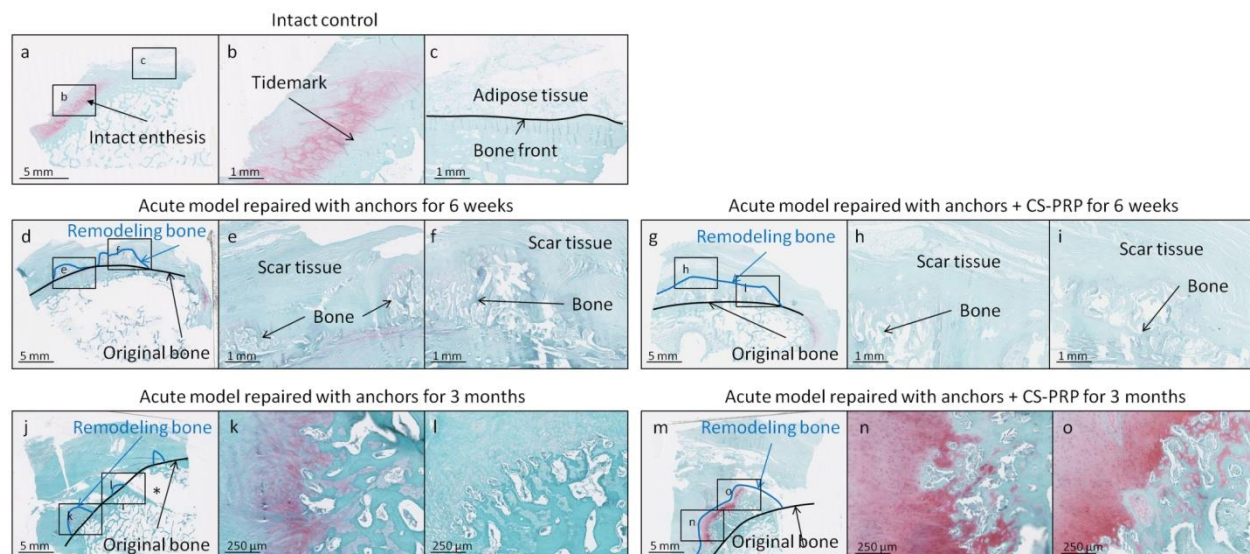 Intact control
a
b
c
b
c
Tidemark
Adipose tissue
Intact enthesis
Bone front
5 mm
1 mm
1 mm
Acute model repaired with anchors for 6 weeks
Acute model repaired with anchors + CS-PRP for 6 weeks
d
Remodeling bone
e
f
e
f
Scar tissue
Scar tissue
Bone
Bone
Original bone
5 mm
1 mm
1 mm
g
Remodeling bone
h
i
h
i
Scar tissue
Scar tissue
Bone
Bone
Original bone
5 mm
1 mm
1 mm
Acute model repaired with anchors for 3 months
Acute model repaired with anchors + CS-PRP for 3 months
j
Remodeling bone
k
l
k
l
*
Original bone
5 mm
250 μm
250 μm
m
Remodeling bone
n
o
n
o
Original bone
5 mm
250 μm
250 μm